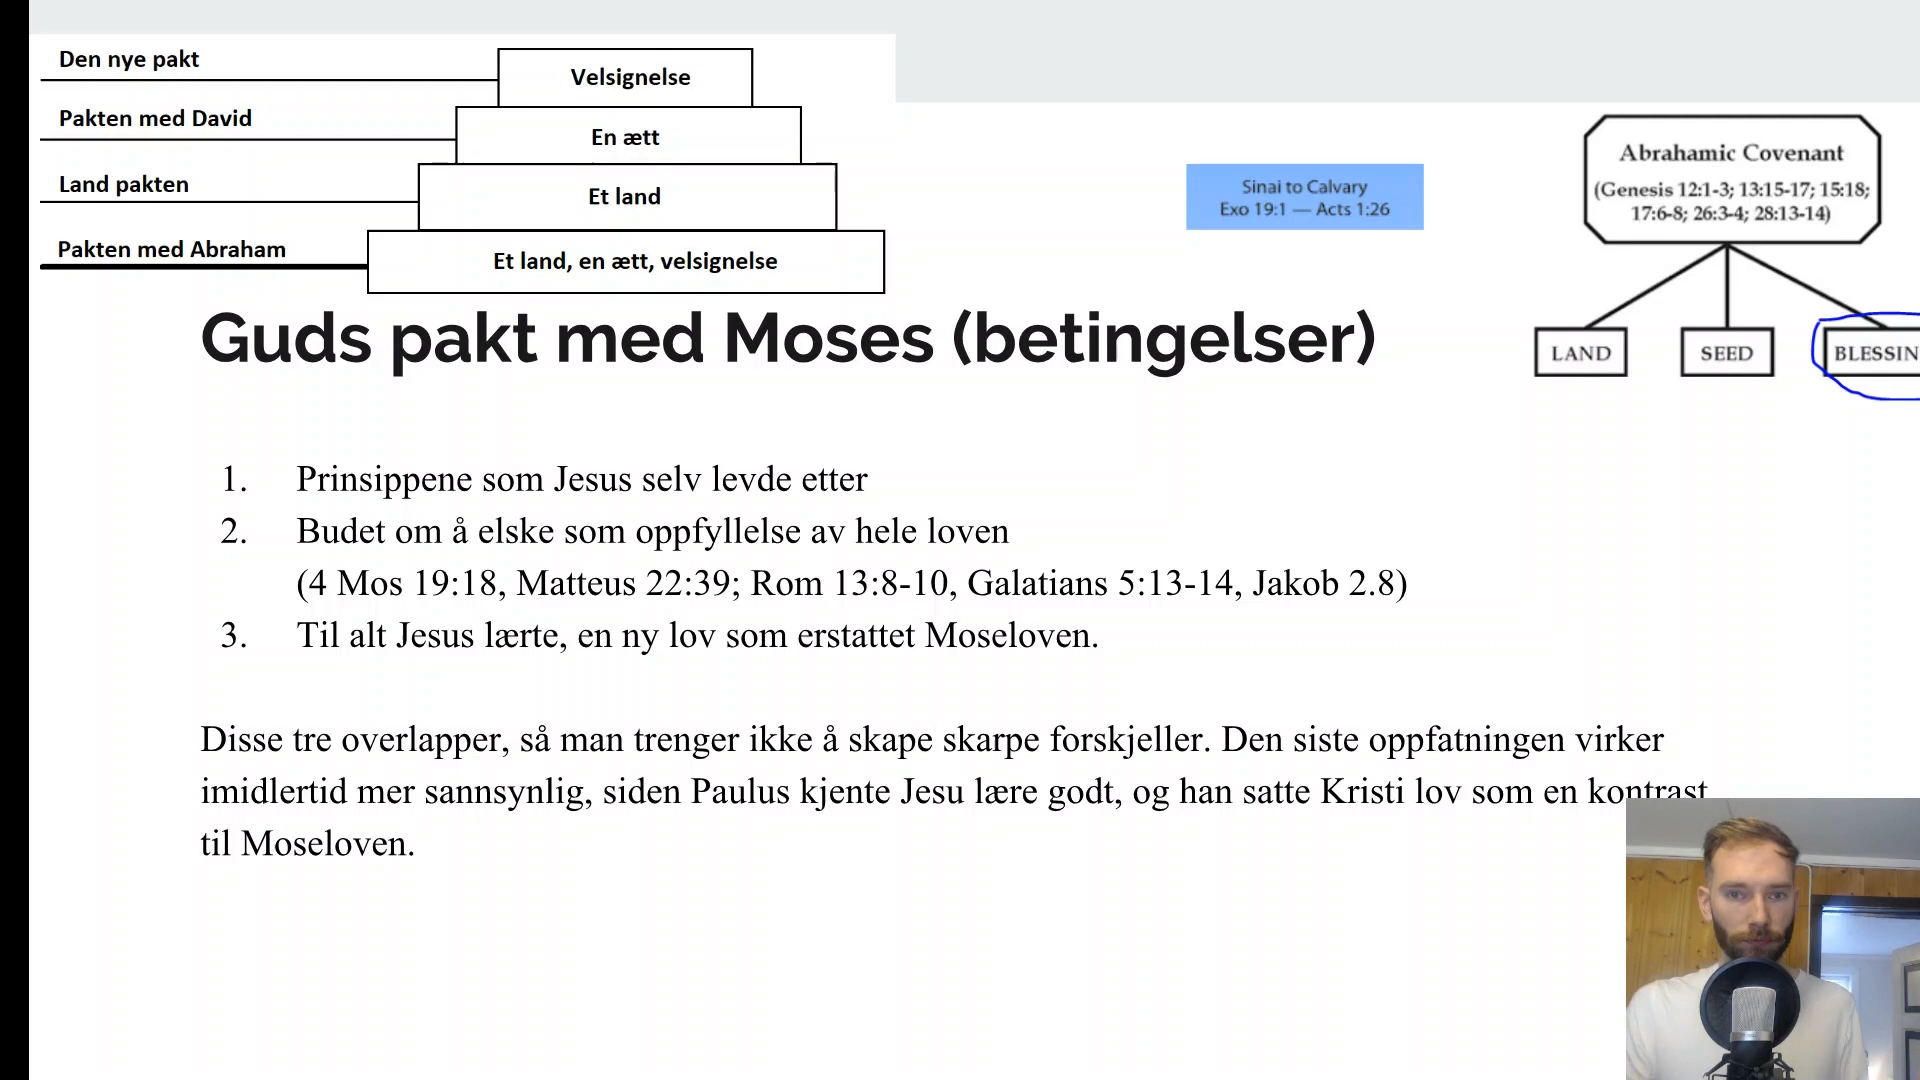 Den nye pakt
Velsignelse
Pakten med David
En ætt
Land pakten
Et land
Pakten med Abraham
Et land, en ætt, velsignelse
Sinai to Calvary
Exo 19:1 — Acts 1:26
Abrahamic Covenant
(Genesis 12:1-3; 13:15-17; 15:18;
17:6-8; 26:3-4; 28:13-14)
LAND
SEED
BLESSIN
Guds pakt med Moses (betingelser)
1. Prinsippene som Jesus selv levde etter
2. Budet om å elske som oppfyllelse av hele loven
(4 Mos 19:18, Matteus 22:39; Rom 13:8-10, Galatians 5:13-14, Jakob 2.8)
3. Til alt Jesus lærte, en ny lov som erstattet Moseloven.
Disse tre overlapper, så man trenger ikke å skape skarpe forskjeller. Den siste oppfatningen virker
imidlertid mer sannsynlig, siden Paulus kjente Jesu lære godt, og han satte Kristi lov som en kontrast
til Moseloven.